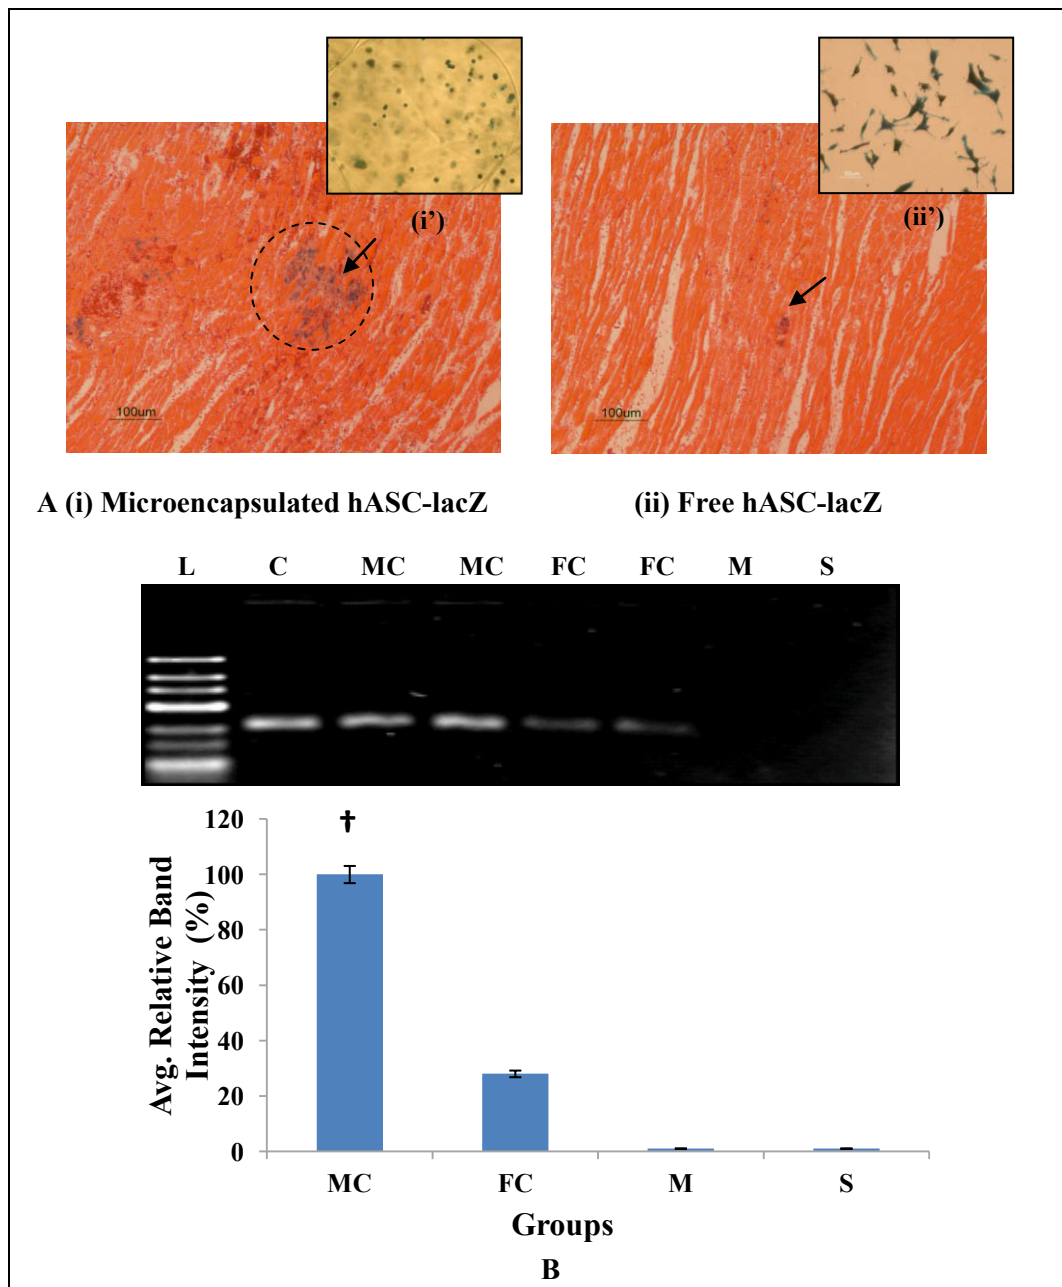 (i’)
(ii’)
100um
100um
A (i) Microencapsulated hASC-lacZ
(ii) Free hASC-lacZ
L C MC MC FC FC M S
120
100
80
60
40
20
0
†
Avg. Relative Band
Intensity (%)
MC FC M S
Groups
B